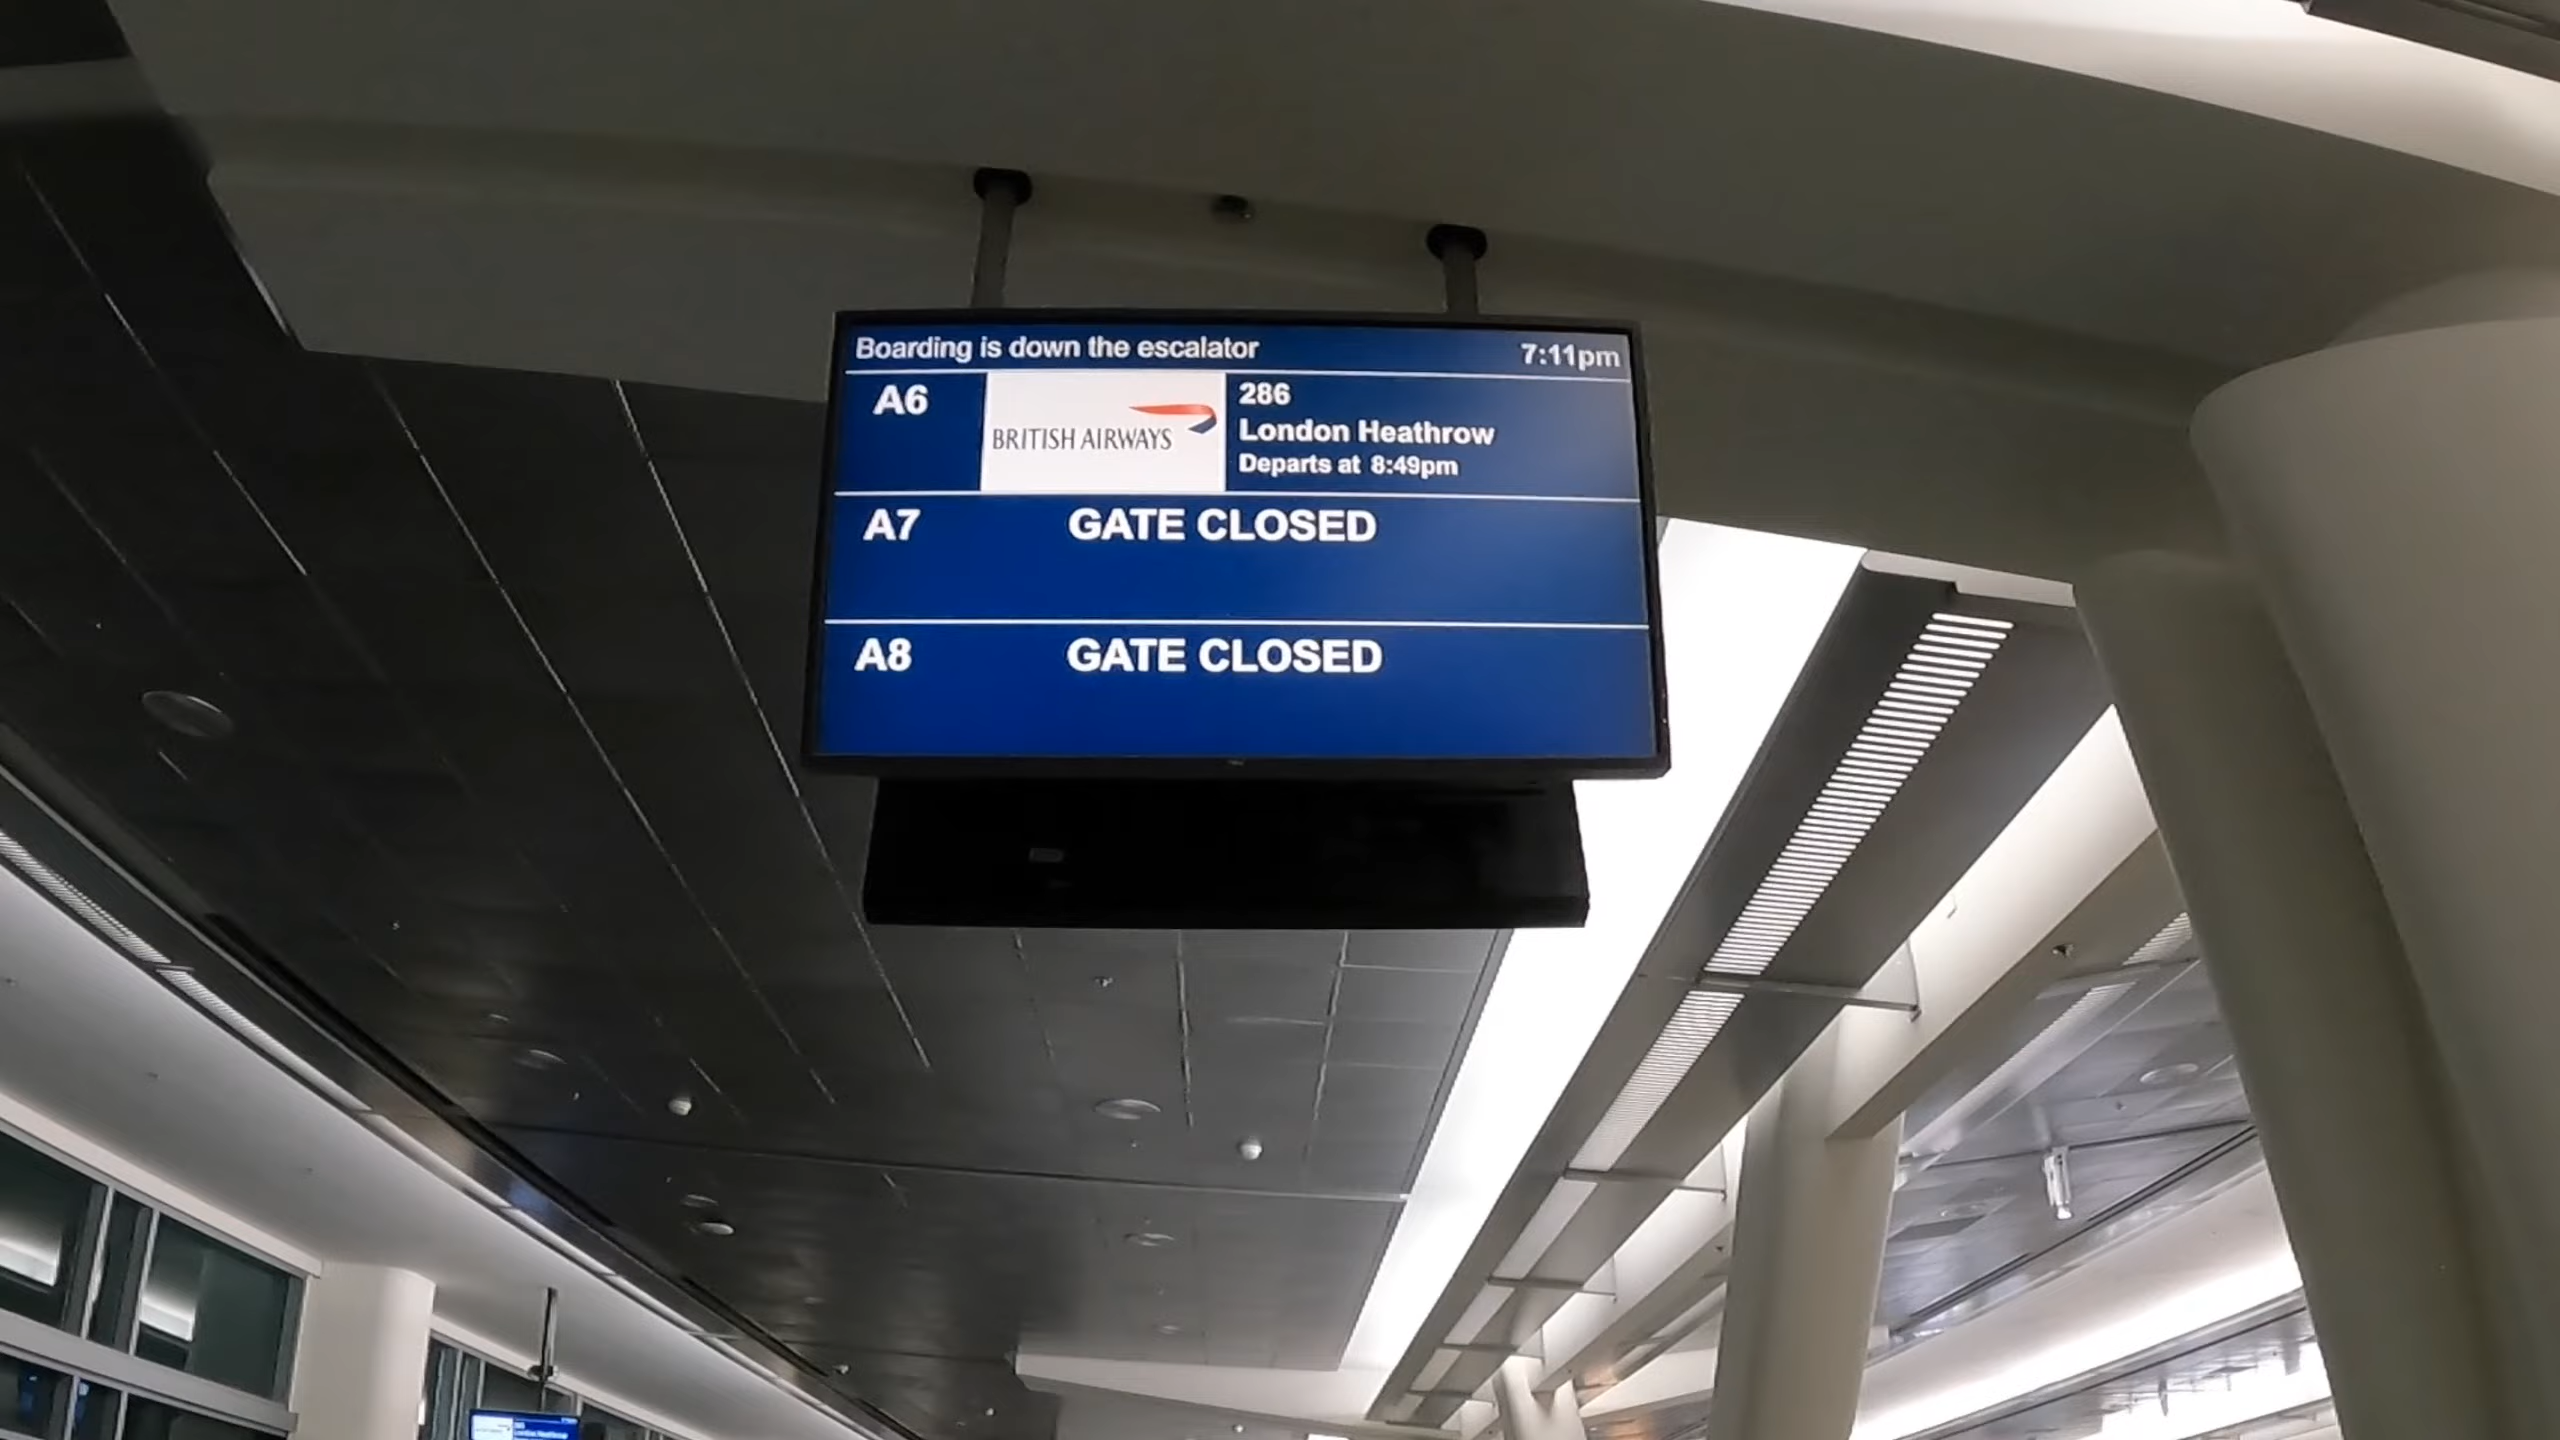 Boarding is down the escalator 7:11pm
A6 BRITISH AIRWAYS 286
London Heathrow
Departs at 8:49pm
A7 GATE CLOSED
A8 GATE CLOSED